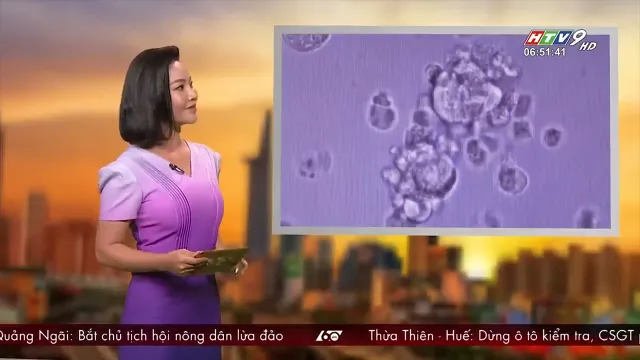 HTV9 HD
06:51:41
Quảng Ngãi: Bắt chủ tịch hội nông dân lừa đảo
Thừa Thiên - Huế: Dừng ô tô kiểm tra, CSGT